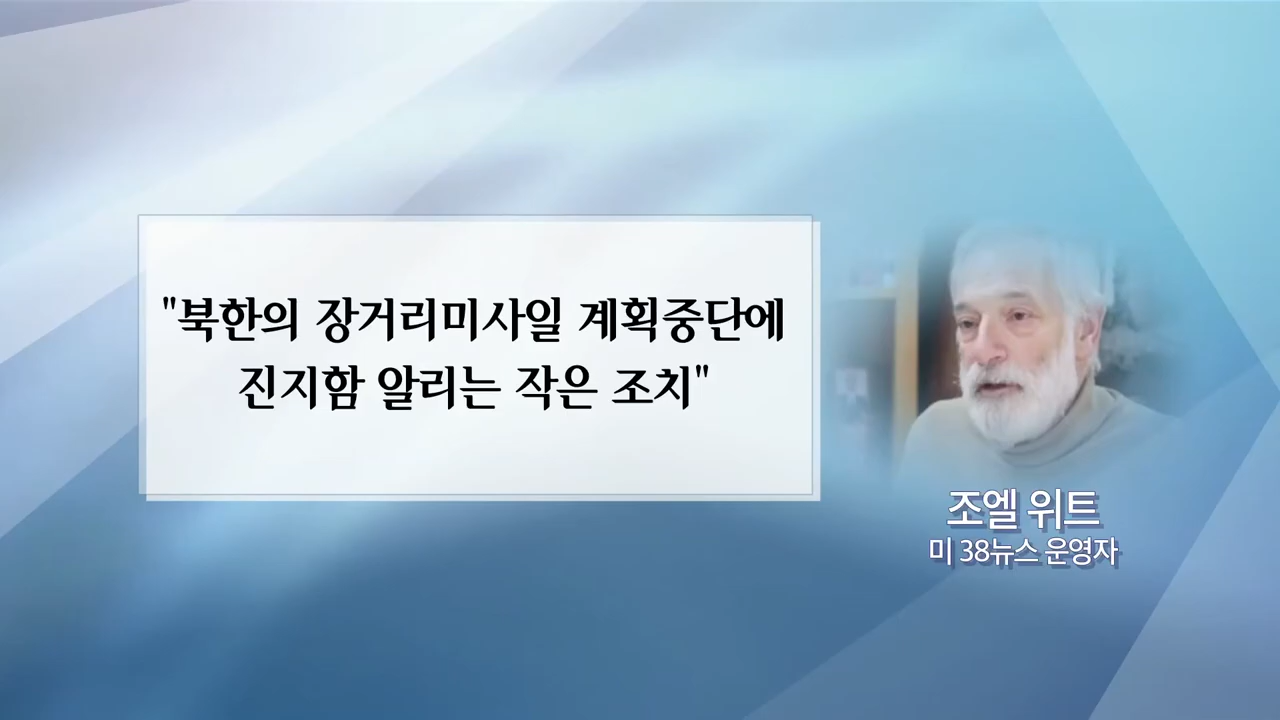 "북한의 장거리미사일 계획중단에
진지함 알리는 작은 조치"
조엘 위트
미 38뉴스 운영자